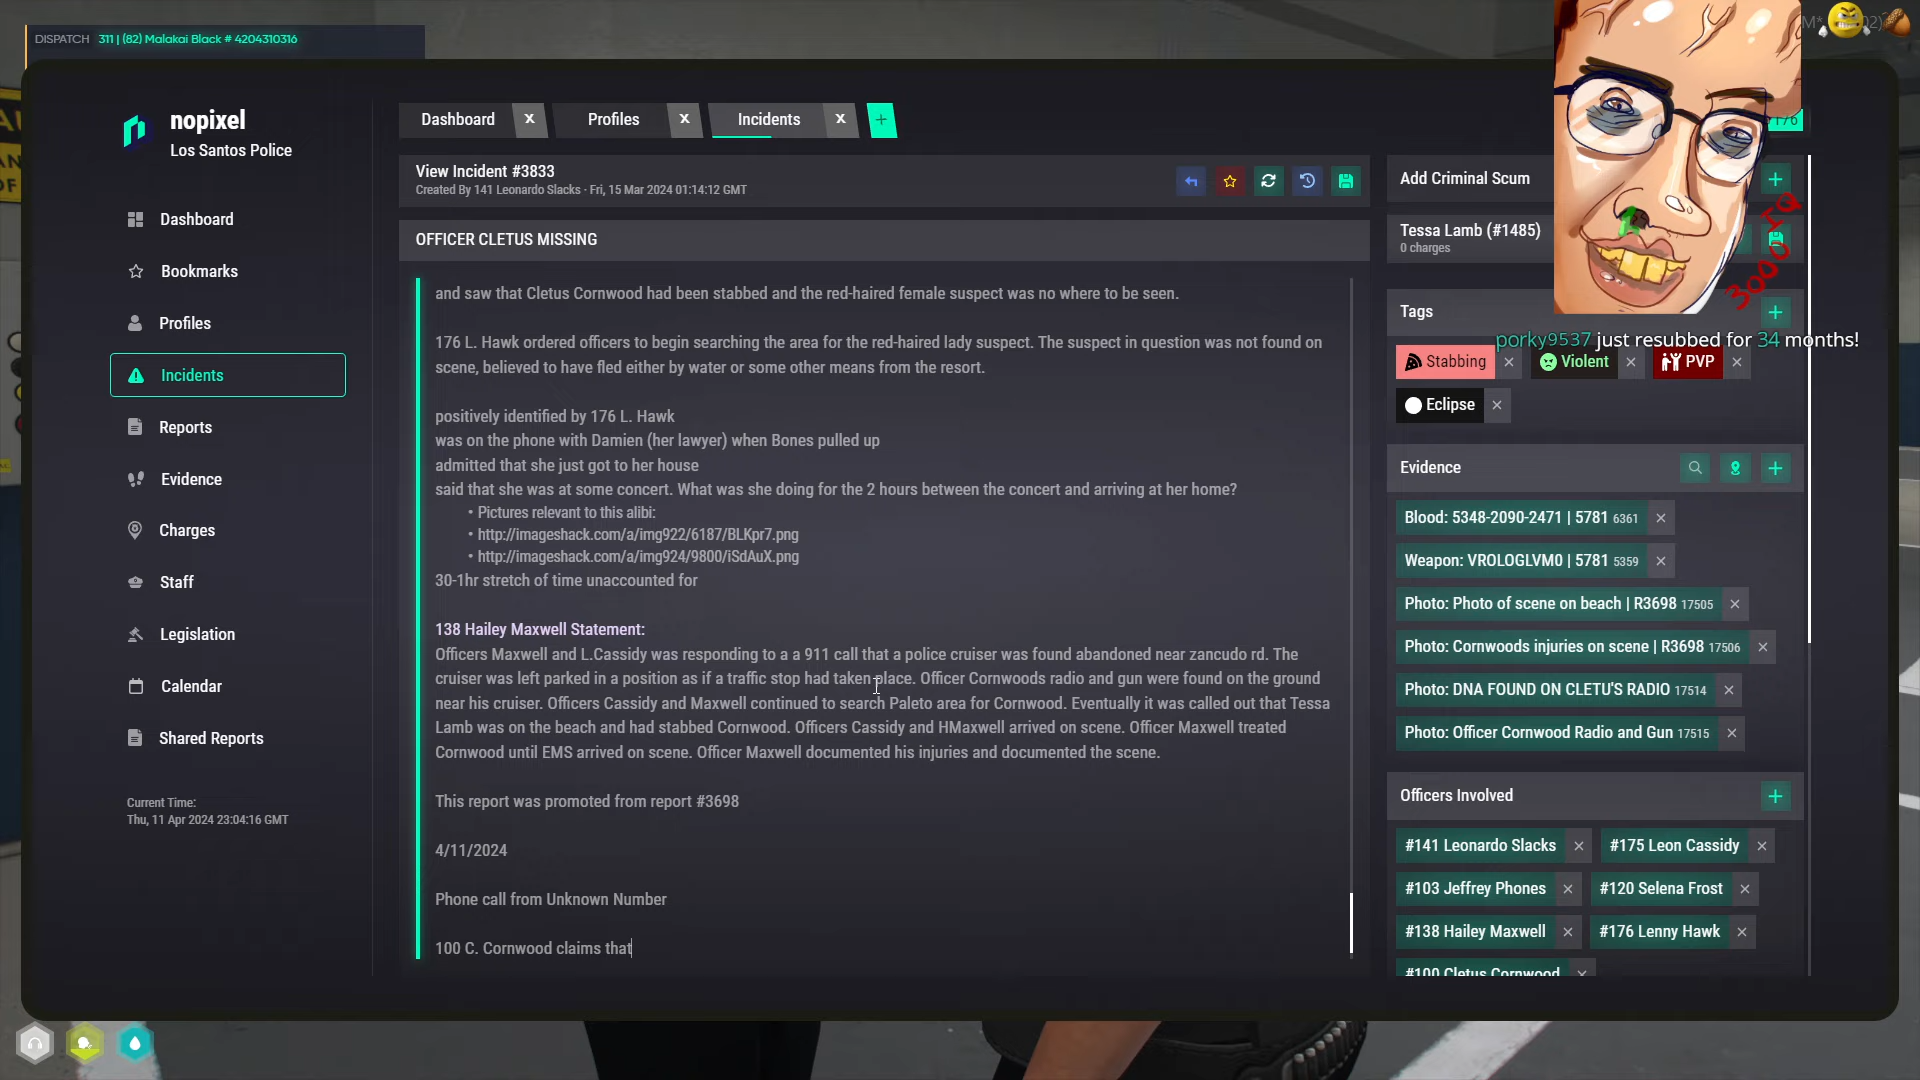 DISPATCH 311 | (82) Malakai Black # 4204310316
nopixel
Los Santos Police
Dashboard
Bookmarks
Profiles
Incidents
Reports
Evidence
Charges
Staff
Legislation
Calendar
Shared Reports
Current Time:
Thu, 11 Apr 2024 23:04:16 GMT
Dashboard x Profiles x Incidents x +
View Incident #3833
Created By 141 Leonardo Slacks · Fri, 15 Mar 2024 01:14:12 GMT
OFFICER CLETUS MISSING
and saw that Cletus Cornwood had been stabbed and the red-haired female suspect was no where to be seen.
176 L. Hawk ordered officers to begin searching the area for the red-haired lady suspect. The suspect in question was not found on
scene, believed to have fled either by water or some other means from the resort.
positively identified by 176 L. Hawk
was on the phone with Damien (her lawyer) when Bones pulled up
admitted that she just got to her house
said that she was at some concert. What was she doing for the 2 hours between the concert and arriving at her home?
• Pictures relevant to this alibi:
• http://imageshack.com/a/img922/6187/BLKpr7.png
• http://imageshack.com/a/img924/9800/iSdAuX.png
30-1hr stretch of time unaccounted for
138 Hailey Maxwell Statement:
Officers Maxwell and L.Cassidy was responding to a a 911 call that a police cruiser was found abandoned near zancudo rd. The
cruiser was left parked in a position as if a traffic stop had taken place. Officer Cornwoods radio and gun were found on the ground
near his cruiser. Officers Cassidy and Maxwell continued to search Paleto area for Cornwood. Eventually it was called out that Tessa
Lamb was on the beach and had stabbed Cornwood. Officers Cassidy and HMaxwell arrived on scene. Officer Maxwell treated
Cornwood until EMS arrived on scene. Officer Maxwell documented his injuries and documented the scene.
This report was promoted from report #3698
4/11/2024
Phone call from Unknown Number
100 C. Cornwood claims that
Add Criminal Scum
Tessa Lamb (#1485)
0 charges
3000 IQ
Tags
porky9537 just resubbed for 34 months!
Stabbing × Violent × PVP ×
Eclipse ×
Evidence
Blood: 5348-2090-2471 | 5781 6361 ×
Weapon: VROLOGLVM0 | 5781 5359 ×
Photo: Photo of scene on beach | R3698 17505 ×
Photo: Cornwoods injuries on scene | R3698 17506 ×
Photo: DNA FOUND ON CLETU'S RADIO 17514 ×
Photo: Officer Cornwood Radio and Gun 17515 ×
Officers Involved
#141 Leonardo Slacks × #175 Leon Cassidy ×
#103 Jeffrey Phones × #120 Selena Frost ×
#138 Hailey Maxwell × #176 Lenny Hawk ×
#100 Cletus Cornwood ×